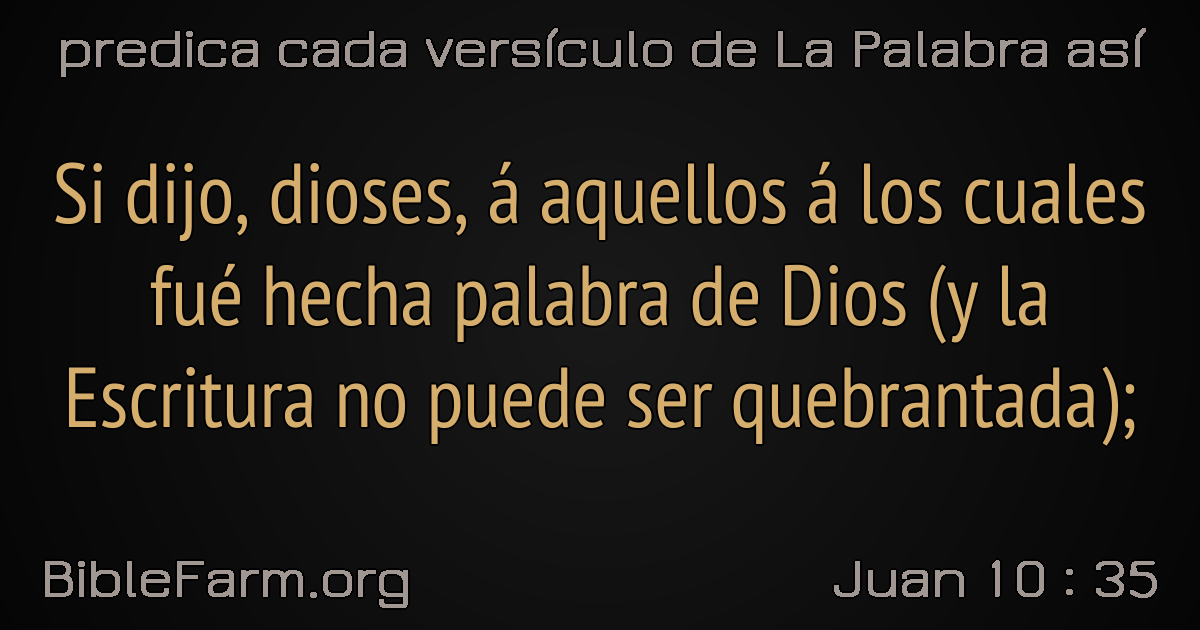 predica cada versículo de La Palabra así
Si dijo, dioses, á aquellos á los cuales
fué hecha palabra de Dios (y la
Escritura no puede ser quebrantada);
BibleFarm.org
Juan 10 : 35